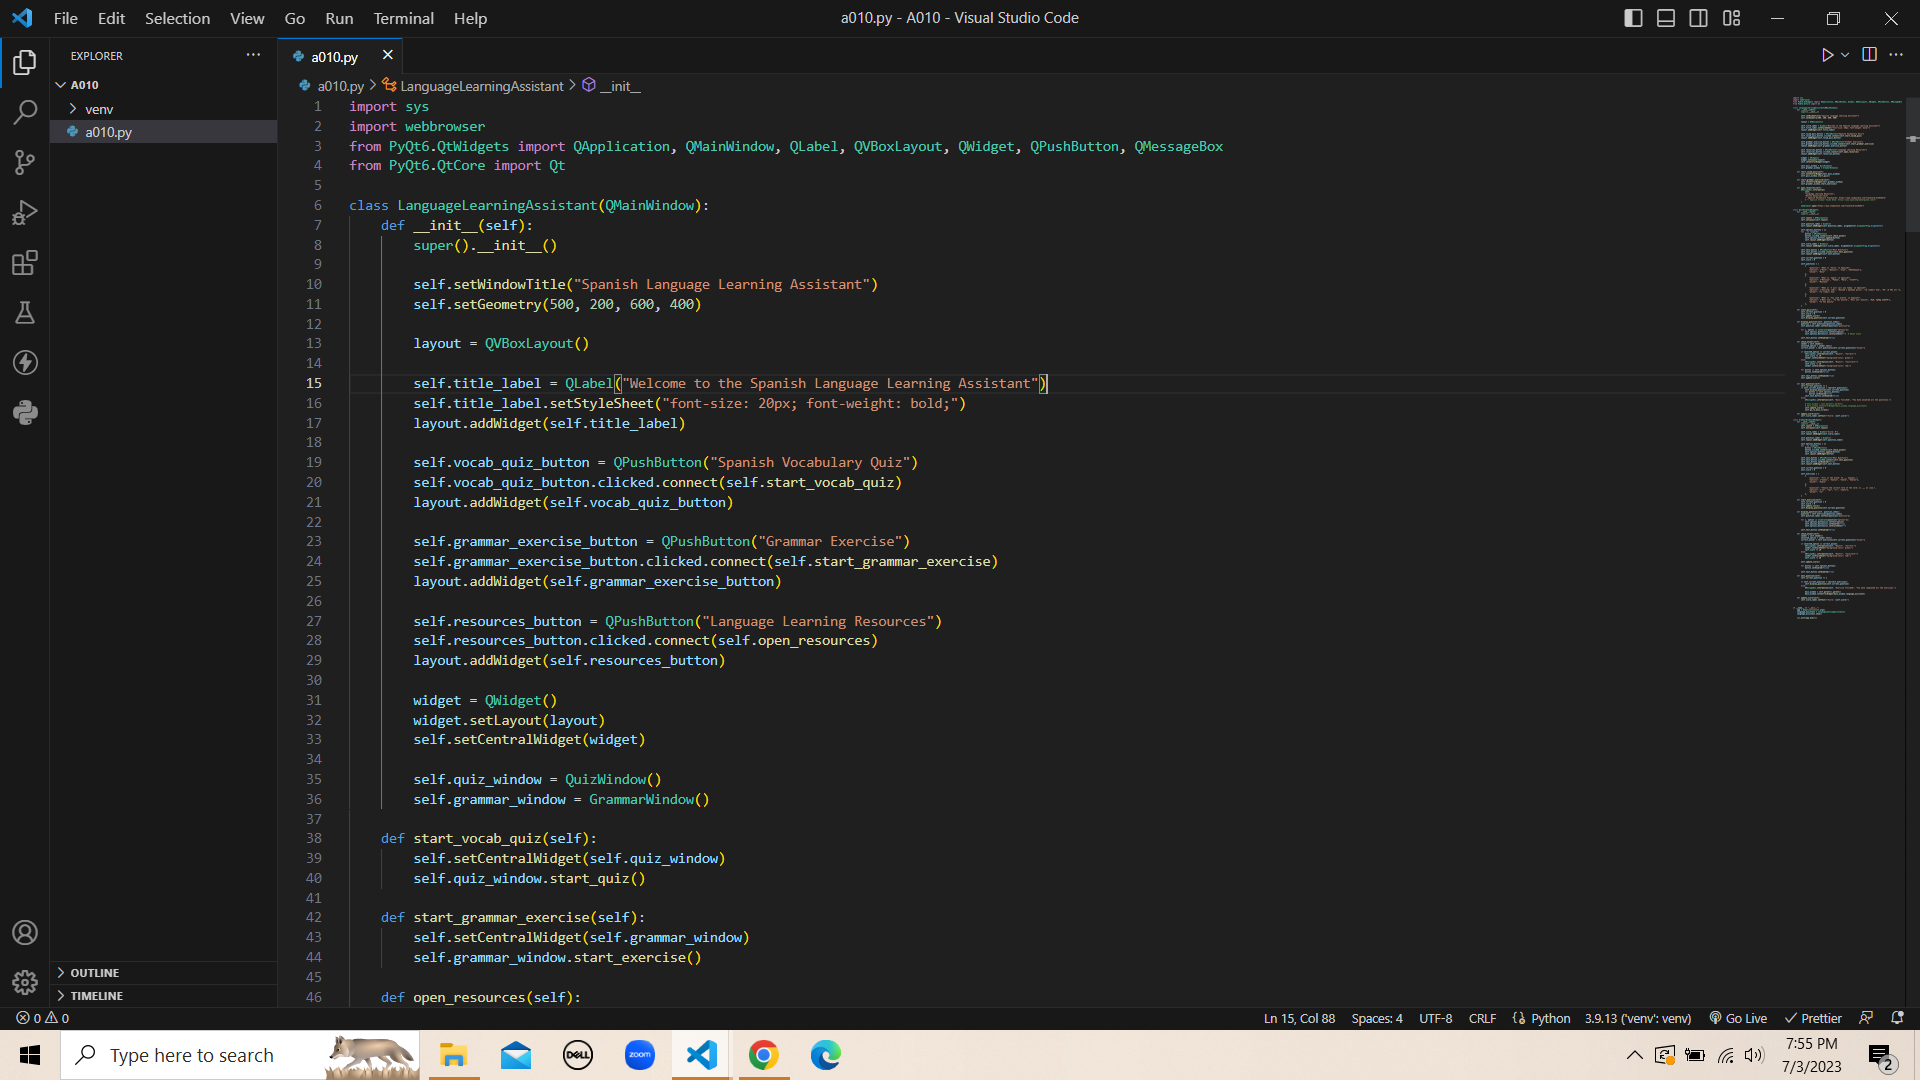 File Edit Selection View Go Run Terminal Help
a010.py - A010 - Visual Studio Code
EXPLORER
A010
venv
a010.py
a010.py
a010.py > LanguageLearningAssistant > __init__
1 import sys
2 import webbrowser
3 from PyQt6.QtWidgets import QApplication, QMainWindow, QLabel, QVBoxLayout, QWidget, QPushButton, QMessageBox
4 from PyQt6.QtCore import Qt
5
6 class LanguageLearningAssistant(QMainWindow):
7 def __init__(self):
8 super().__init__()
9
10 self.setWindowTitle("Spanish Language Learning Assistant")
11 self.setGeometry(500, 200, 600, 400)
12
13 layout = QVBoxLayout()
14
15 self.title_label = QLabel("Welcome to the Spanish Language Learning Assistant")
16 self.title_label.setStyleSheet("font-size: 20px; font-weight: bold;")
17 layout.addWidget(self.title_label)
18
19 self.vocab_quiz_button = QPushButton("Spanish Vocabulary Quiz")
20 self.vocab_quiz_button.clicked.connect(self.start_vocab_quiz)
21 layout.addWidget(self.vocab_quiz_button)
22
23 self.grammar_exercise_button = QPushButton("Grammar Exercise")
24 self.grammar_exercise_button.clicked.connect(self.start_grammar_exercise)
25 layout.addWidget(self.grammar_exercise_button)
26
27 self.resources_button = QPushButton("Language Learning Resources")
28 self.resources_button.clicked.connect(self.open_resources)
29 layout.addWidget(self.resources_button)
30
31 widget = QWidget()
32 widget.setLayout(layout)
33 self.setCentralWidget(widget)
34
35 self.quiz_window = QuizWindow()
36 self.grammar_window = GrammarWindow()
37
38 def start_vocab_quiz(self):
39 self.setCentralWidget(self.quiz_window)
40 self.quiz_window.start_quiz()
41
42 def start_grammar_exercise(self):
43 self.setCentralWidget(self.grammar_window)
44 self.grammar_window.start_exercise()
45
46 def open_resources(self):
OUTLINE
TIMELINE
0 0
Ln 15, Col 88 Spaces: 4 UTF-8 CRLF Python 3.9.13 ('venv': venv) Go Live Prettier
Type here to search
DELL
zoom
7:55 PM
7/3/2023
2